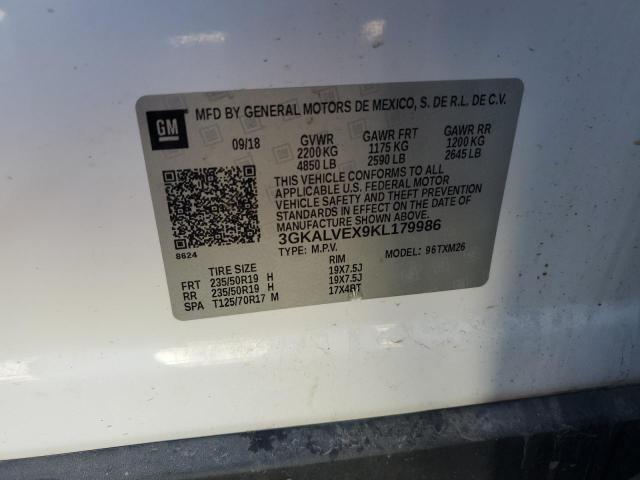 MFD BY GENERAL MOTORS DE MEXICO, S. DE R.L. DE C.V.
GM
09/18 GVWR GAWR FRT GAWR RR
2200 KG 1175 KG 1200 KG
4850 LB 2590 LB 2645 LB
THIS VEHICLE CONFORMS TO ALL
APPLICABLE U.S. FEDERAL MOTOR
VEHICLE SAFETY AND THEFT PREVENTION
STANDARDS IN EFFECT ON THE DATE OF
MANUFACTURE SHOWN ABOVE.
3GKALVEX9KL179986
8624
TYPE: M.P.V. MODEL: 96TXM26
TIRE SIZE RIM
FRT 235/50R19 H 19X7.5J
RR 235/50R19 H 19X7.5J
SPA T125/70R17 M 17X4BT